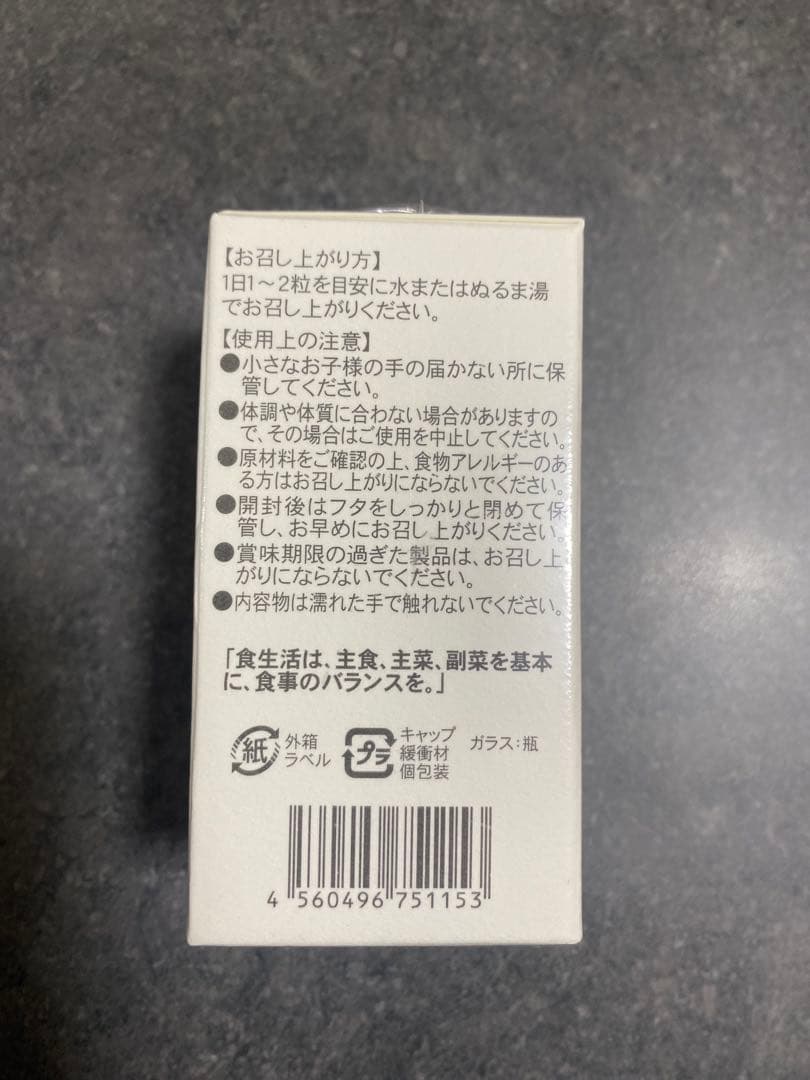 【お召し上がり方】
1日1〜2粒を目安に水またはぬるま湯
でお召し上がりください。
【使用上の注意】
●小さなお子様の手の届かない所に保
管してください。
●体調や体質に合わない場合がありますの
で、その場合はご使用を中止してください。
●原材料をご確認の上、食物アレルギーのあ
る方はお召し上がりにならないでください。
●開封後はフタをしっかりと閉めて保
管し、お早めにお召し上がりください。
●賞味期限の過ぎた製品は、お召し上
がりにならないでください。
●内容物は濡れた手で触れないでください。
「食生活は、主食、主菜、副菜を基本
に、食事のバランスを。」
紙
外箱
ラベル
プラ
キャップ
緩衝材
個包装
ガラス:瓶
4 560496 751153